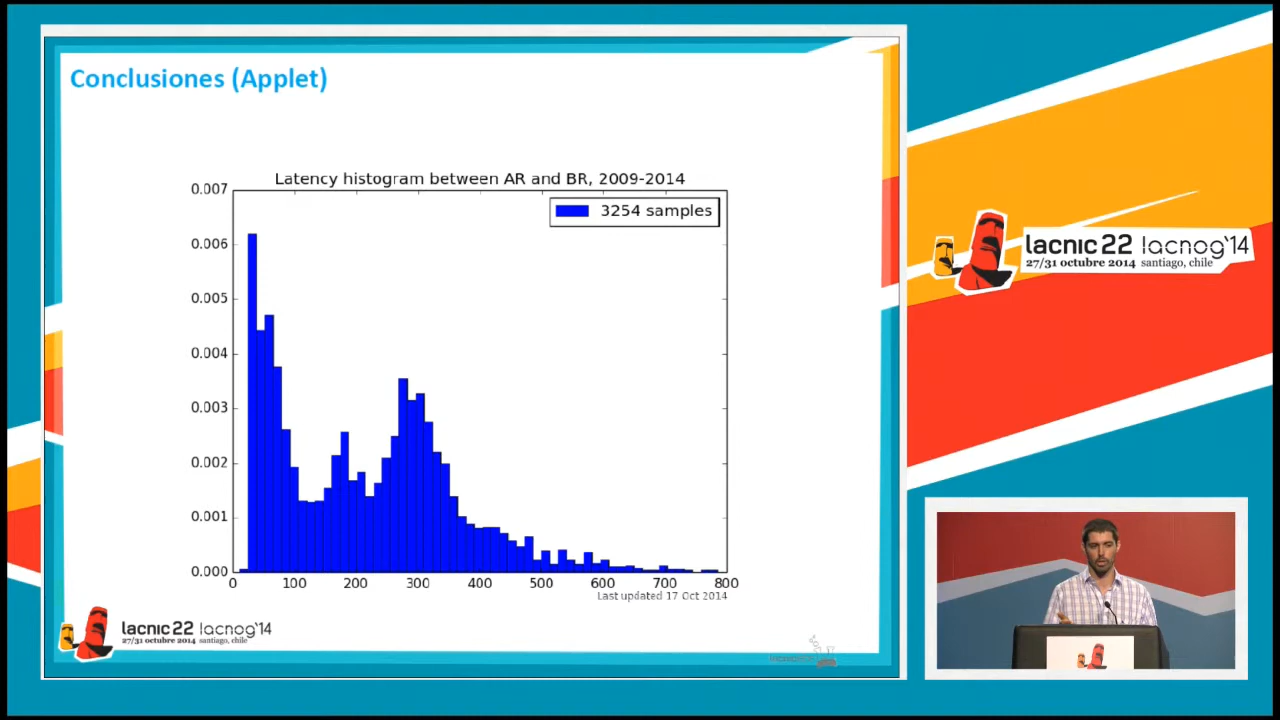 Conclusiones (Applet)
Latency histogram between AR and BR, 2009-2014
3254 samples
0.007
0.006
0.005
0.004
0.003
0.002
0.001
0.000
0 100 200 300 400 500 600 700 800
Last updated 17 Oct 2014
lacnic 22 lacnog'14
27/31 octubre 2014 santiago, chile
lacnic 22 lacnog'14
27/31 octubre 2014 santiago, chile